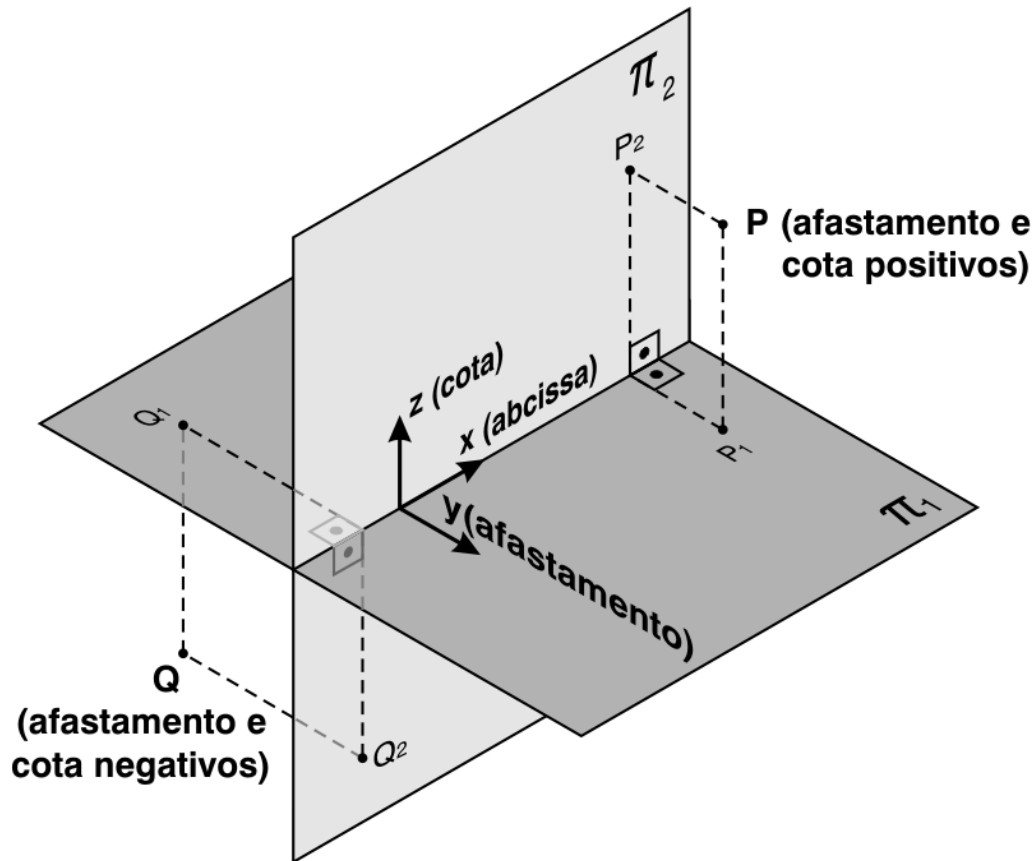 π2
P2
P (afastamento e
cota positivos)
z (cota)
x (abcissa)
Q1
P1
y(afastamento)
π1
Q
(afastamento e
cota negativos)
Q2